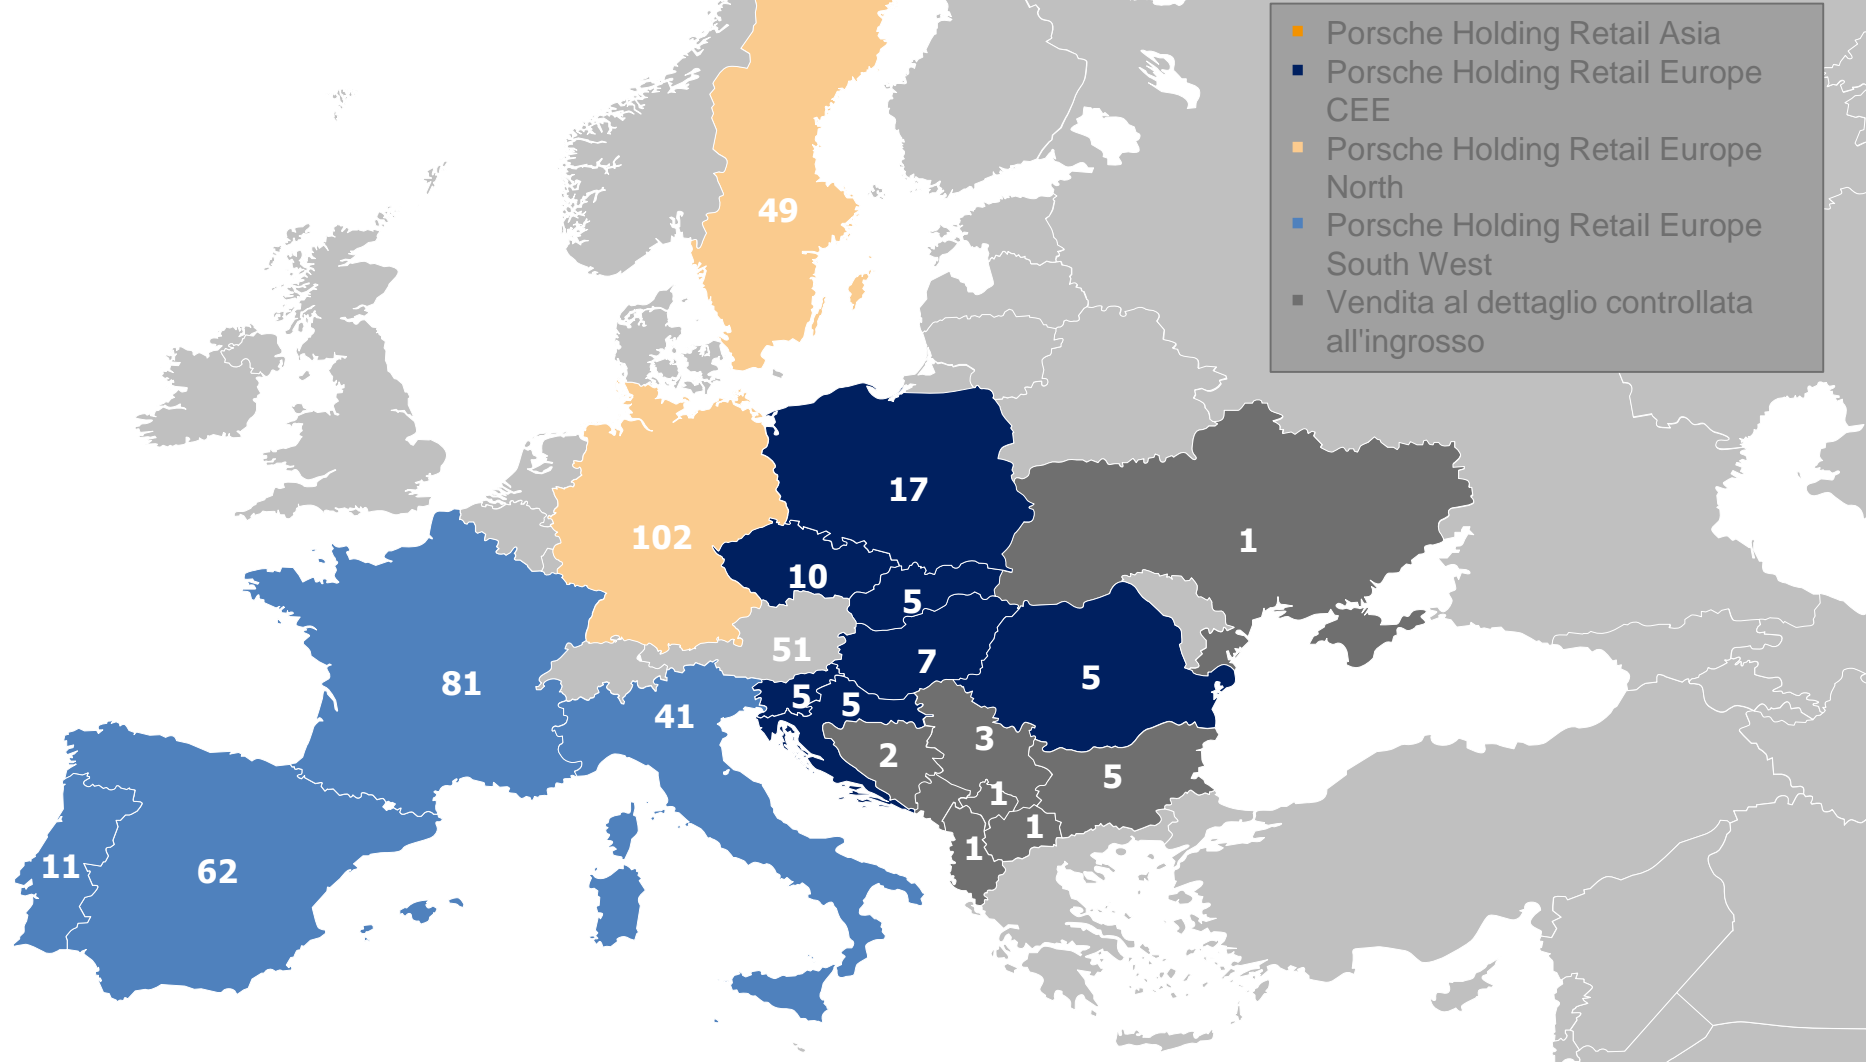 Porsche Holding Retail Asia
Porsche Holding Retail Europe
CEE
Porsche Holding Retail Europe
North
Porsche Holding Retail Europe
South West
Vendita al dettaglio controllata
all'ingrosso
49
17
102
1
10
5
51
7
5
81
5
5
41
2
3
5
1
1
1
11
62